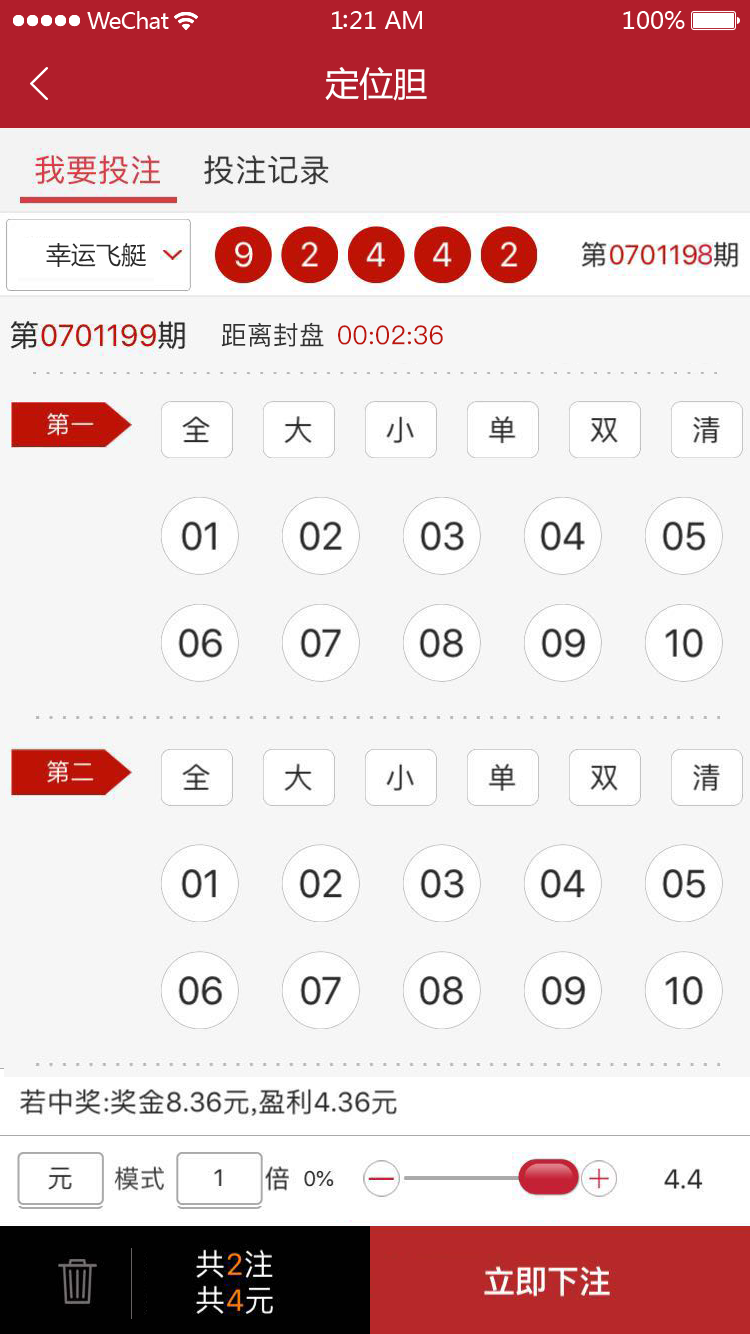 WeChat 1:21 AM 100%
定位胆
我要投注 投注记录
幸运飞艇 9 2 4 4 2 第0701198期
第0701199期 距离封盘 00:02:36
第一 全 大 小 单 双 清
01 02 03 04 05
06 07 08 09 10
第二 全 大 小 单 双 清
01 02 03 04 05
06 07 08 09 10
若中奖:奖金8.36元,盈利4.36元
元 模式 1 倍 0% 4.4
共2注
共4元
立即下注